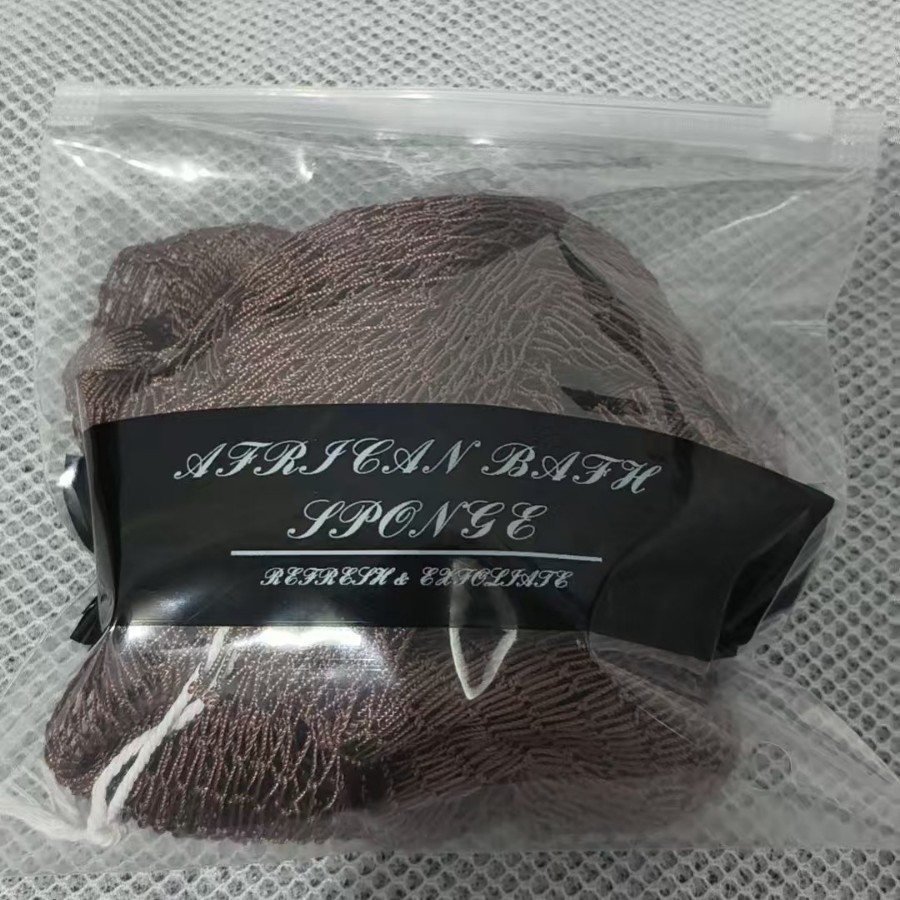 AFRICAN BATH
SPONGE
REFRESH & EXFOLIATE